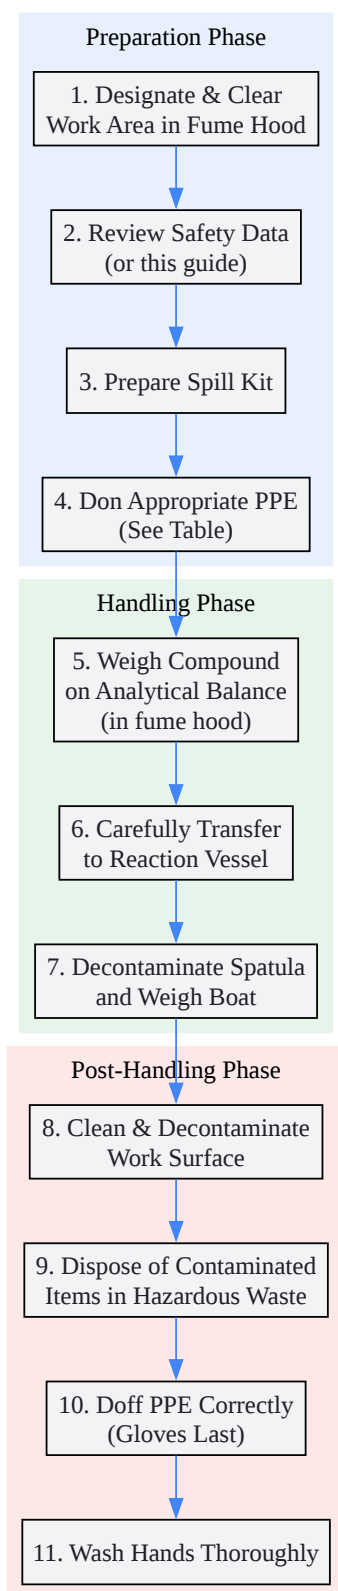 Preparation Phase
1. Designate & Clear
Work Area in Fume Hood
2. Review Safety Data
(or this guide)
3. Prepare Spill Kit
4. Don Appropriate PPE
(See Table)
Handling Phase
5. Weigh Compound
on Analytical Balance
(in fume hood)
6. Carefully Transfer
to Reaction Vessel
7. Decontaminate Spatula
and Weigh Boat
Post-Handling Phase
8. Clean & Decontaminate
Work Surface
9. Dispose of Contaminated
Items in Hazardous Waste
10. Doff PPE Correctly
(Gloves Last)
11. Wash Hands Thoroughly